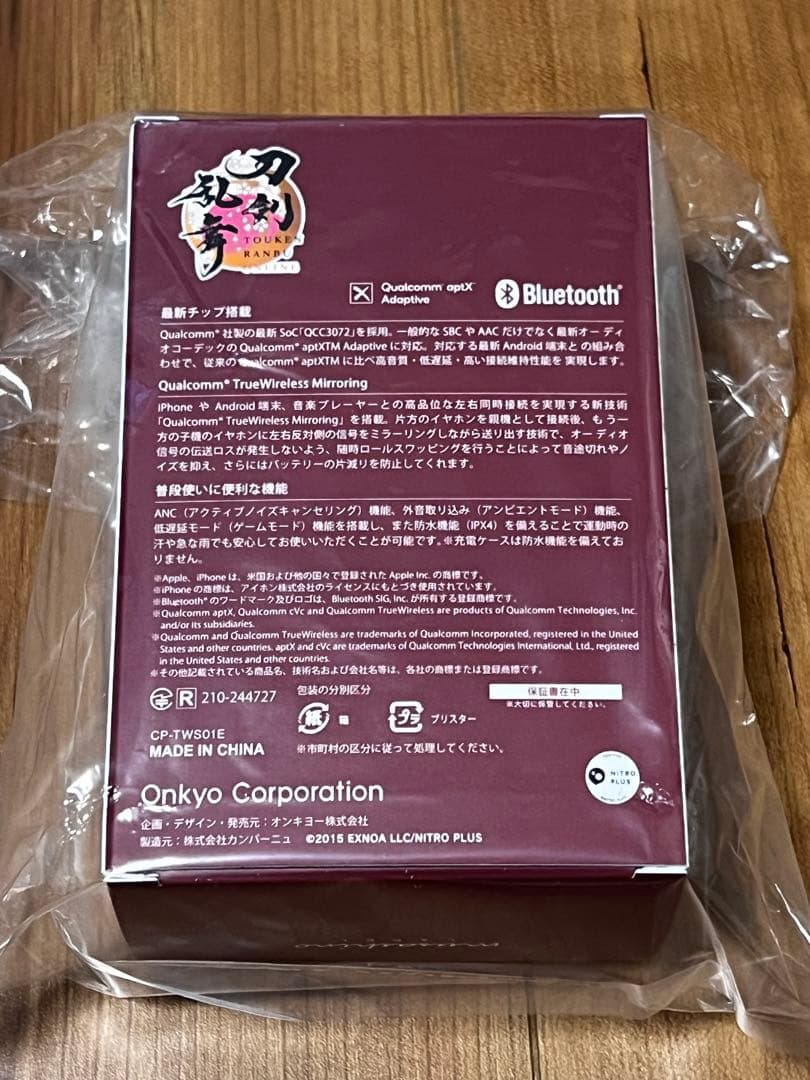 刀剣
乱舞
TOUKEN
RANBU
ONLINE
Qualcomm® aptX™
Adaptive
Bluetooth®
最新チップ搭載
Qualcomm® 社製の最新 SoC「QCC3072」を採用。一般的な SBC や AAC だけでなく最新オーディ
オコーデックの Qualcomm® aptXTM Adaptive に対応。対応する最新 Android 端末と の組み合
わせで、従来の Qualcomm® aptXTM に比べ高音質・低遅延・高い接続維持性能を 実現します。
Qualcomm® TrueWireless Mirroring
iPhone や Android 端末、音楽プレーヤーとの高品位な左右同時接続を実現する新技術
「Qualcomm® TrueWireless Mirroring」を搭載。片方のイヤホンを親機として接続後、もう一
方の子機のイヤホンに左右反対側の信号をミラーリングしながら送り出す技術で、オーディオ
信号の伝送ロスが発生しないよう、随時ロールスワッピングを行うことによって音途切れやノ
イズを抑え、さらにはバッテリーの片減りを防止してくれます。
普段使いに便利な機能
ANC（アクティブノイズキャンセリング）機能、外音取り込み（アンビエントモード）機能、
低遅延モード（ゲームモード）機能を搭載し、また防水機能（IPX4）を備えることで運動時の
汗や急な雨でも安心してお使いいただくことが可能です。※充電ケースは防水機能を備えてお
りません。
※Apple、iPhone は、米国および他の国々で登録された Apple Inc. の商標です。
※iPhone の商標は、アイホン株式会社のライセンスにもとづき使用されています。
※Bluetooth® のワードマーク及びロゴは、Bluetooth SIG, Inc. が所有する登録商標です。
※Qualcomm aptX, Qualcomm cVc and Qualcomm TrueWireless are products of Qualcomm Technologies, Inc.
and/or its subsidiaries.
※Qualcomm and Qualcomm TrueWireless are trademarks of Qualcomm Incorporated, registered in the United
States and other countries. aptX and cVc are trademarks of Qualcomm Technologies International, Ltd., registered
in the United States and other countries.
※その他記載されている商品名、技術名および会社名等は、各社の商標または登録商標です。
R 210-244727
包装の分別区分
紙 箱
プラ ブリスター
保証書在中
※大切に保管してください。
CP-TWS01E
MADE IN CHINA
※市町村の区分に従って処理してください。
NITRO
PLUS
Onkyo Corporation
企画・デザイン・発売元：オンキヨー株式会社
製造元：株式会社カンパーニュ ©2015 EXNOA LLC/NITRO PLUS